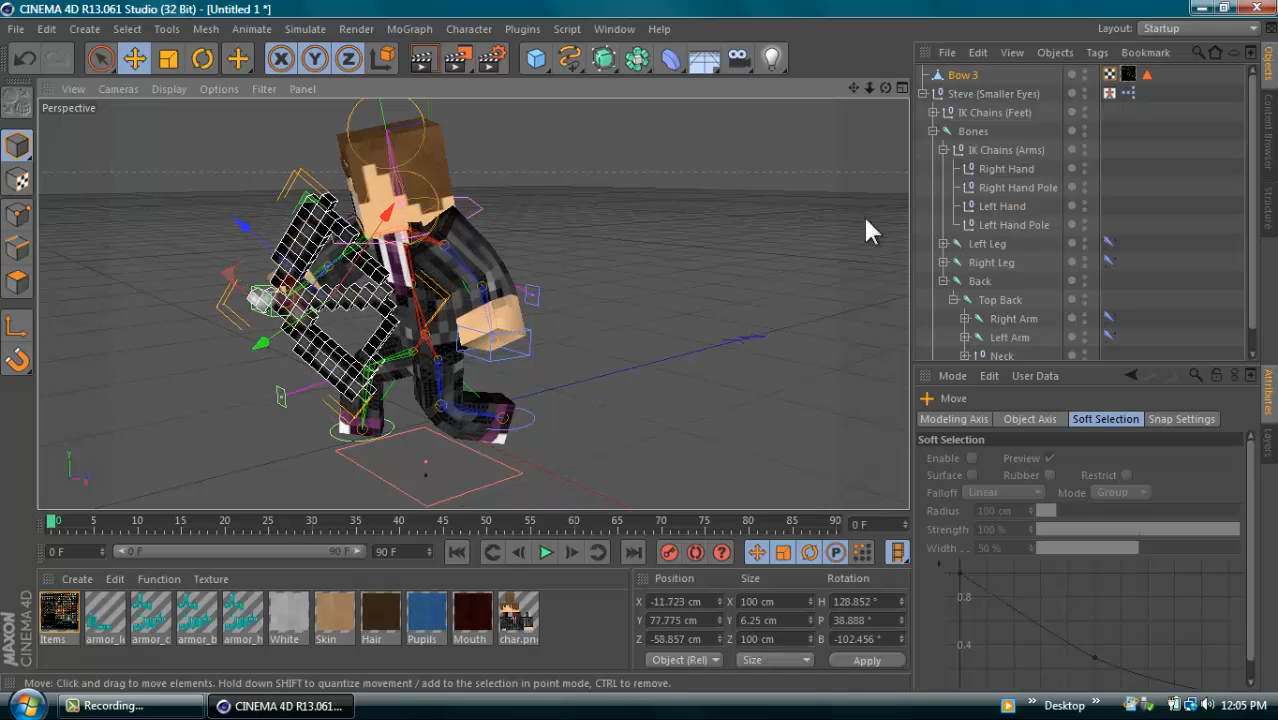 CINEMA 4D R13.061 Studio (32 Bit) - [Untitled 1 *]
File Edit Create Select Tools Mesh Animate Simulate Render MoGraph Character Plugins Script Window Help
Layout: Startup
File Edit View Objects Tags Bookmark
View Cameras Display Options Filter Panel
Perspective
Bow 3
Steve (Smaller Eyes)
IK Chains (Feet)
Bones
IK Chains (Arms)
Right Hand
Right Hand Pole
Left Hand
Left Hand Pole
Left Leg
Right Leg
Back
Top Back
Right Arm
Left Arm
Neck
Objects
Content Browser
Structure
Mode Edit User Data
Move
Modeling Axis Object Axis Soft Selection Snap Settings
Soft Selection
Enable Preview
Surface Rubber Restrict
Falloff Linear Mode Group
Radius 100 cm
Strength 100 %
Width . . 50 %
0.8
0.4
Attributes
Layers
Y
X
Z
0 5 10 15 20 25 30 35 40 45 50 55 60 65 70 75 80 85 90 0 F
0 F 0 F 90 F 90 F
Create Edit Function Texture
Items armor_l armor_c armor_b armor_h White Skin Hair Pupils Mouth char.png
Position Size Rotation
X -11.723 cm X 100 cm H 128.852 °
Y 77.775 cm Y 6.25 cm P 38.888 °
Z -58.857 cm Z 100 cm B -102.456 °
Object (Rel) Size Apply
MAXON CINEMA 4D
Move: Click and drag to move elements. Hold down SHIFT to quantize movement / add to the selection in point mode, CTRL to remove.
Recording... CINEMA 4D R13.061... Desktop 12:05 PM